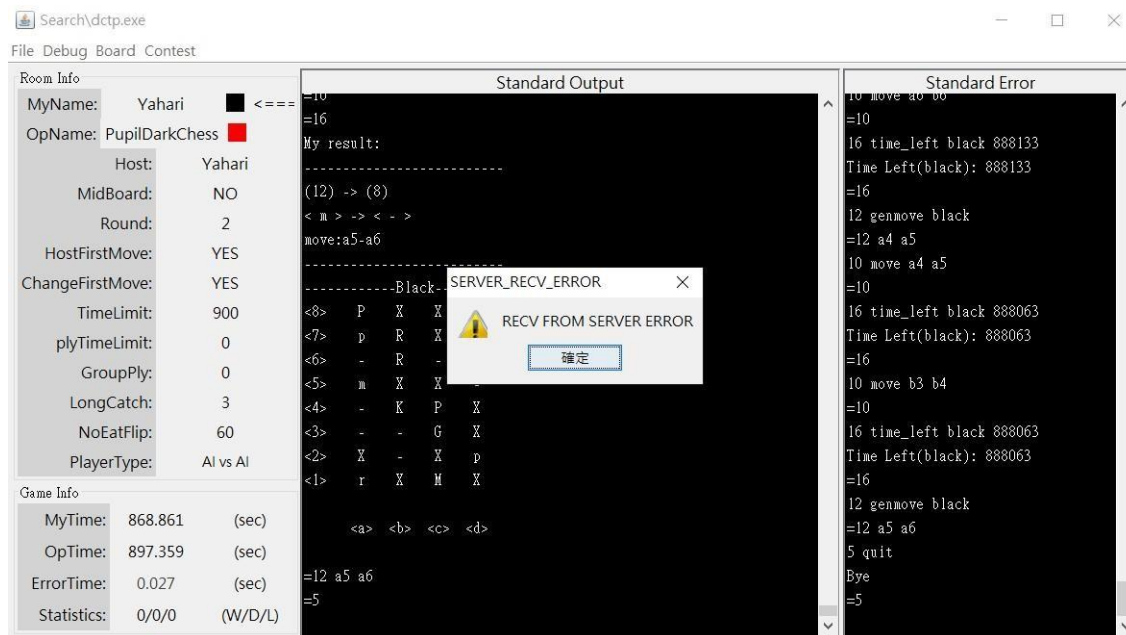 Search\dctp.exe
File Debug Board Contest
Room Info
MyName: Yahari <===
OpName: PupilDarkChess
Host: Yahari
MidBoard: NO
Round: 2
HostFirstMove: YES
ChangeFirstMove: YES
TimeLimit: 900
plyTimeLimit: 0
GroupPly: 0
LongCatch: 3
NoEatFlip: 60
PlayerType: AI vs AI
Game Info
MyTime: 868.861 (sec)
OpTime: 897.359 (sec)
ErrorTime: 0.027 (sec)
Statistics: 0/0/0 (W/D/L)
Standard Output
=10
=16
My result:
-------------------------
(12) -> (8)
< m > -> < - >
move:a5-a6
-------------------------
------------Black--
<8> P X X
<7> p R X
<6> - R -
<5> m X X -
<4> - K P X
<3> - - G X
<2> X - X p
<1> r X M X
<a> <b> <c> <d>
=12 a5 a6
=5
SERVER_RECV_ERROR
RECV FROM SERVER ERROR
確定
Standard Error
10 move a6 b6
=10
16 time_left black 888133
Time Left(black): 888133
=16
12 genmove black
=12 a4 a5
10 move a4 a5
=10
16 time_left black 888063
Time Left(black): 888063
=16
10 move b3 b4
=10
16 time_left black 888063
Time Left(black): 888063
=16
12 genmove black
=12 a5 a6
5 quit
Bye
=5